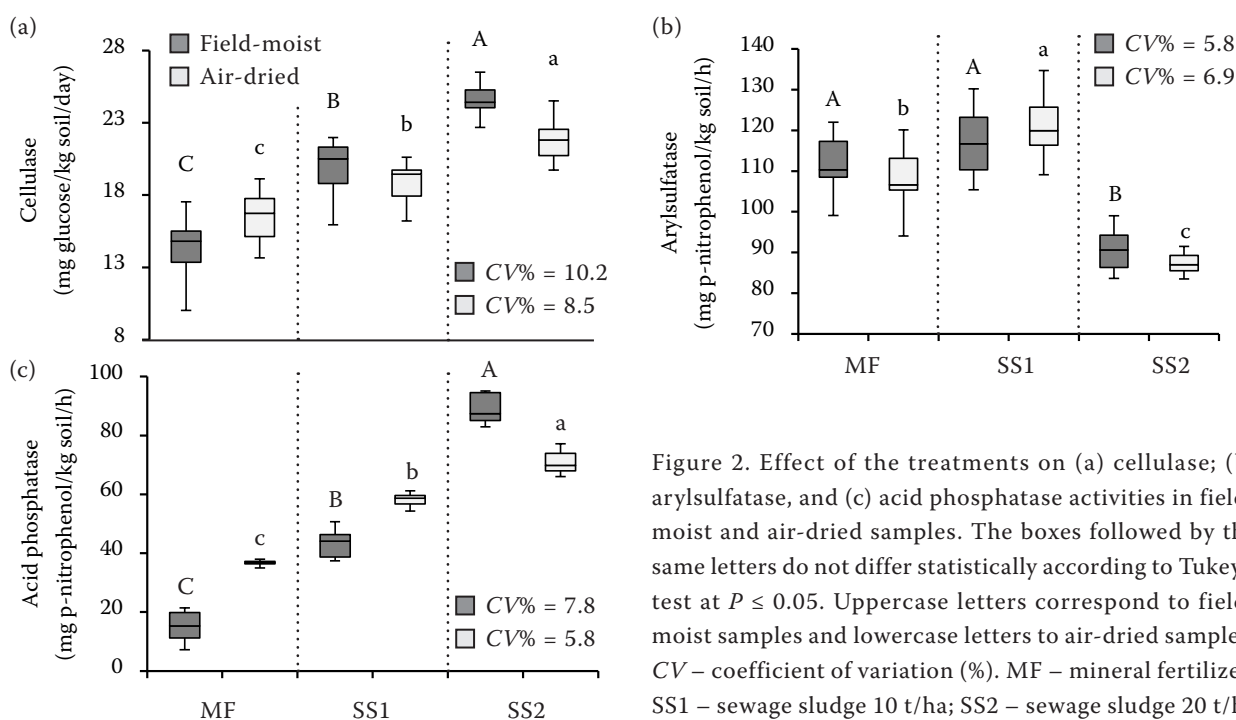 (a)
Field-moist
Air-dried
28
23
18
13
8
Cellulase
(mg glucose/kg soil/day)
C
c
B
b
A
a
CV% = 10.2
CV% = 8.5
(b)
140
130
120
110
100
90
80
70
Arylsulfatase
(mg p-nitrophenol/kg soil/h)
A
b
A
a
B
c
CV% = 5.8
CV% = 6.9
MF
SS1
SS2
(c)
100
80
60
40
20
0
Acid phosphatase
(mg p-nitrophenol/kg soil/h)
C
c
B
b
A
a
CV% = 7.8
CV% = 5.8
MF
SS1
SS2
Figure 2. Effect of the treatments on (a) cellulase;
arylsulfatase, and (c) acid phosphatase activities in field
moist and air-dried samples. The boxes followed by
same letters do not differ statistically according to Tukey
test at P ≤ 0.05. Uppercase letters correspond to field
moist samples and lowercase letters to air-dried sample
CV – coefficient of variation (%). MF – mineral fertilize
SS1 – sewage sludge 10 t/ha; SS2 – sewage sludge 20 t/h